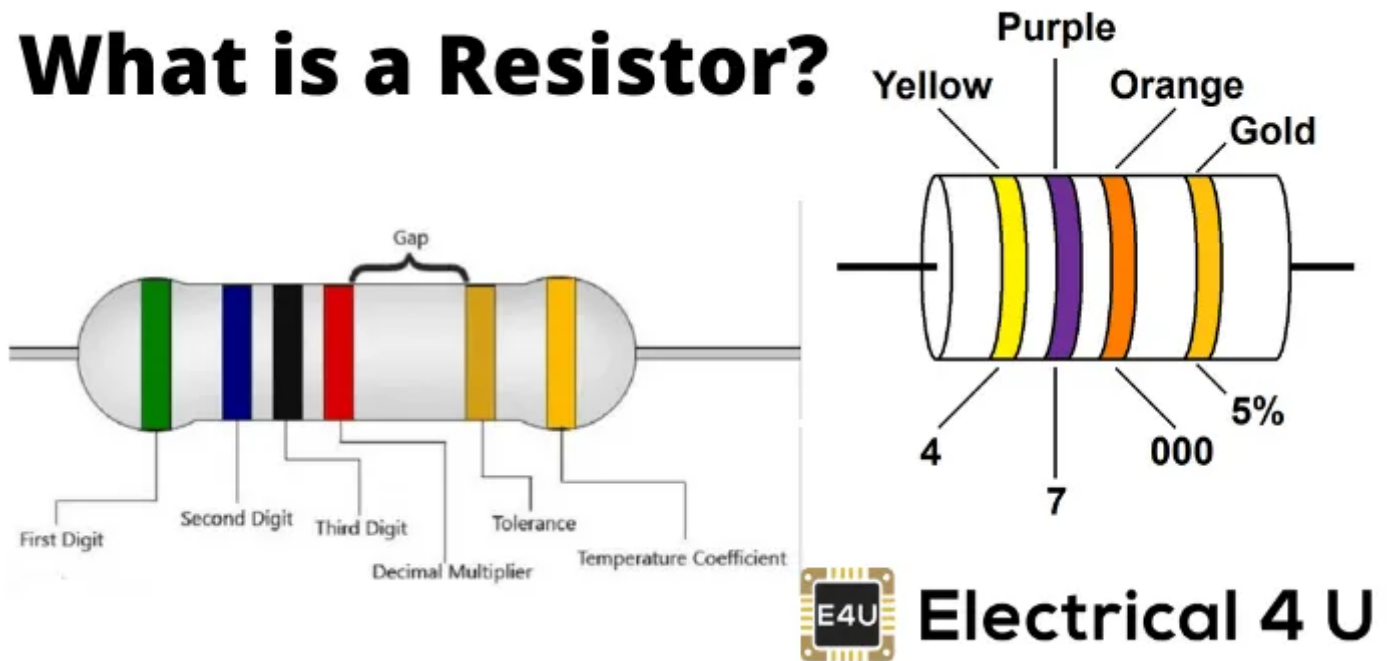 What is a Resistor?
Gap
First Digit
Second Digit
Third Digit
Decimal Multiplier
Tolerance
Temperature Coefficient
Purple
Yellow
Orange
Gold
4
7
000
5%
E4U
Electrical 4 U